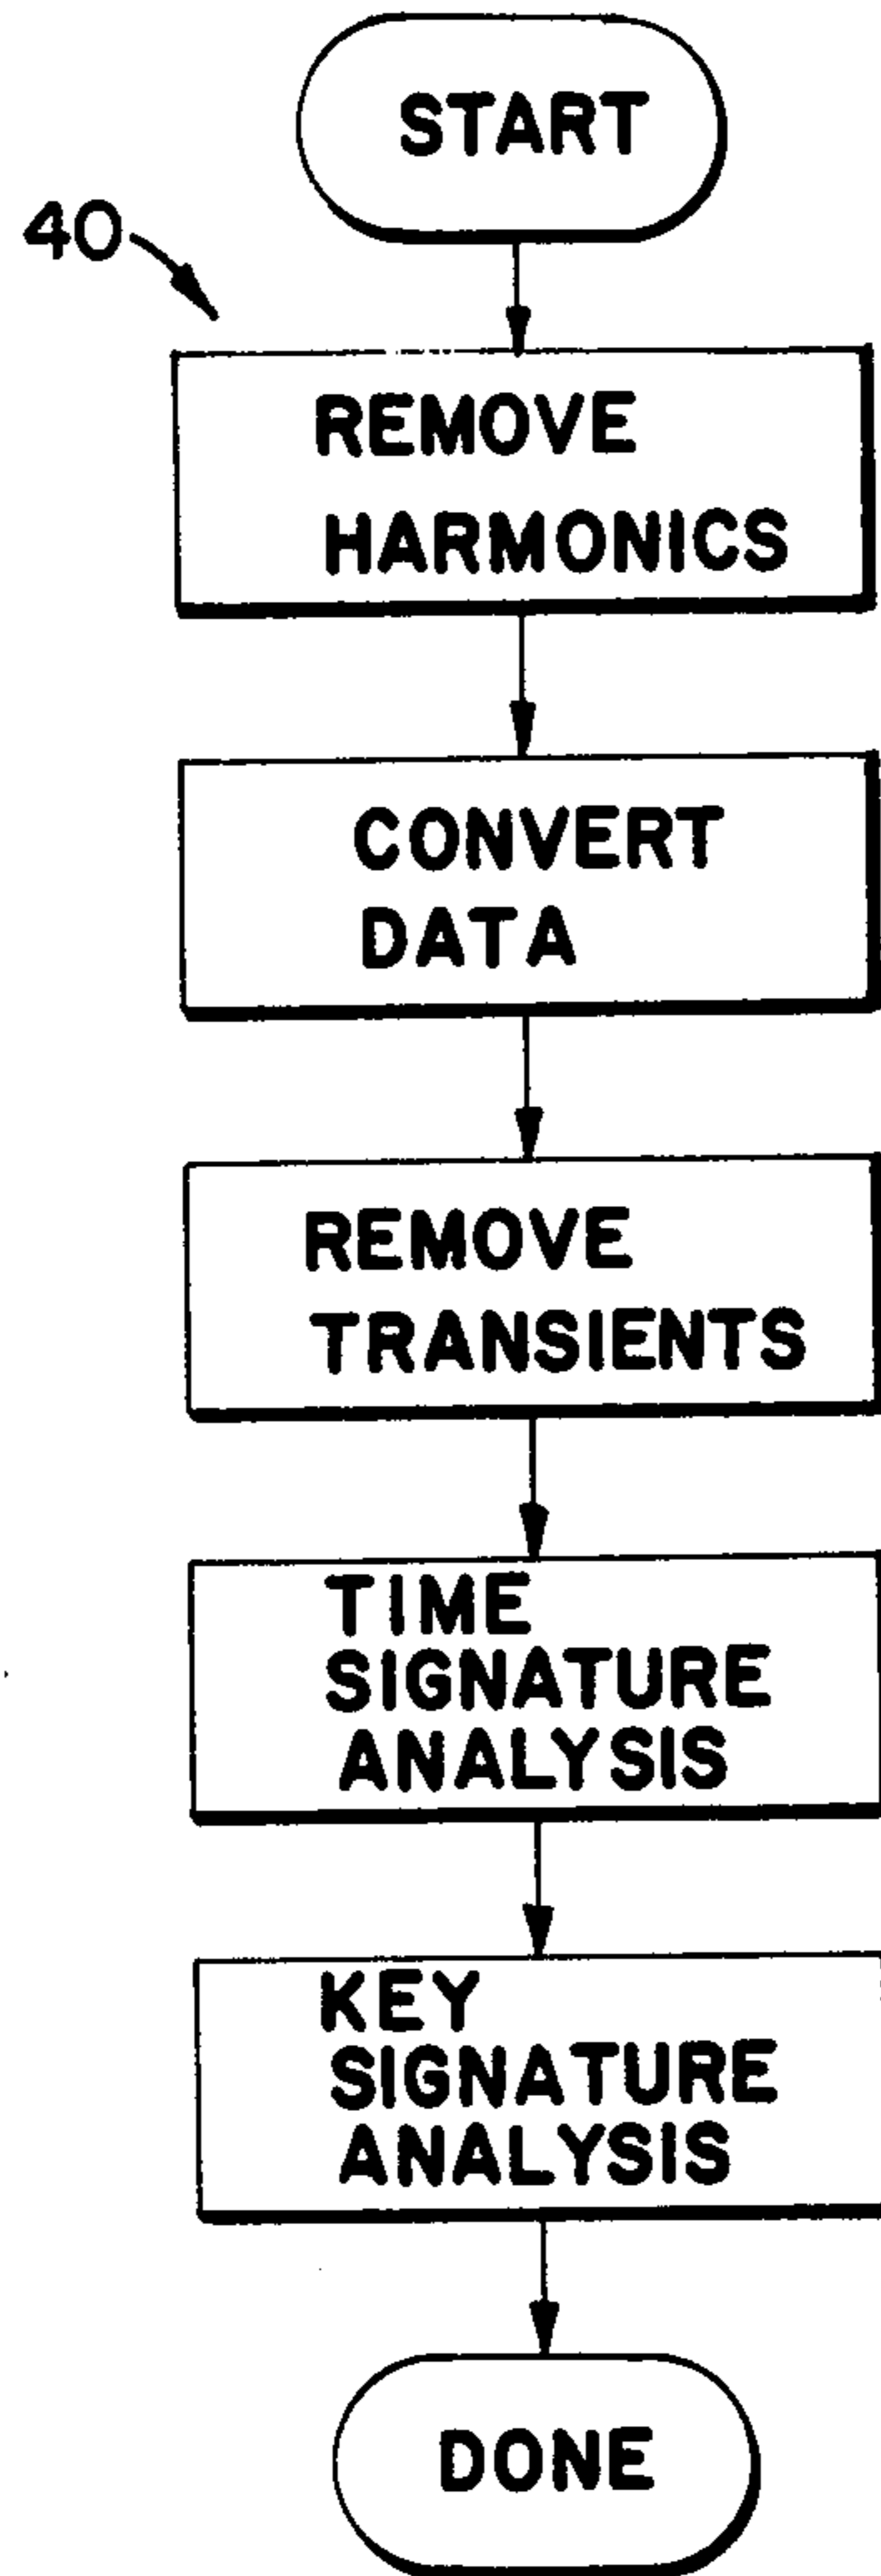 START
40
REMOVE
HARMONICS
CONVERT
DATA
REMOVE
TRANSIENTS
TIME
SIGNATURE
ANALYSIS
KEY
SIGNATURE
ANALYSIS
DONE